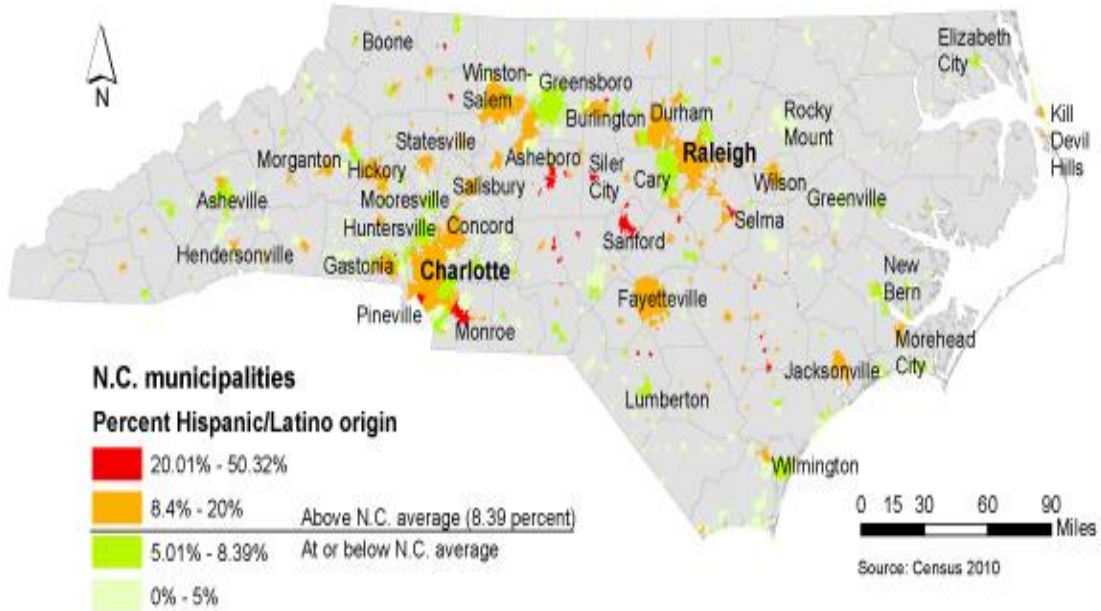 Boone
Elizabeth
City
Winston-
Salem
Greensboro
Burlington
Durham
Rocky
Mount
Kill
Devil
Hills
N
Statesville
Morganton
Hickory
Asheboro
Siler
City
Raleigh
Cary
Wilson
Mooresville
Salisbury
Asheville
Greenville
Selma
Huntersville
Concord
Sanford
Hendersonville
Gastonia
Charlotte
New
Bern
Fayetteville
Pineville
Monroe
Morehead
City
Jacksonville
Lumberton
Wilmington
N.C. municipalities
Percent Hispanic/Latino origin
20.01% - 50.32%
8.4% - 20%
Above N.C. average (8.39 percent)
5.01% - 8.39%
At or below N.C. average
0% - 5%
0 15 30 60 90
Miles
Source: Census 2010